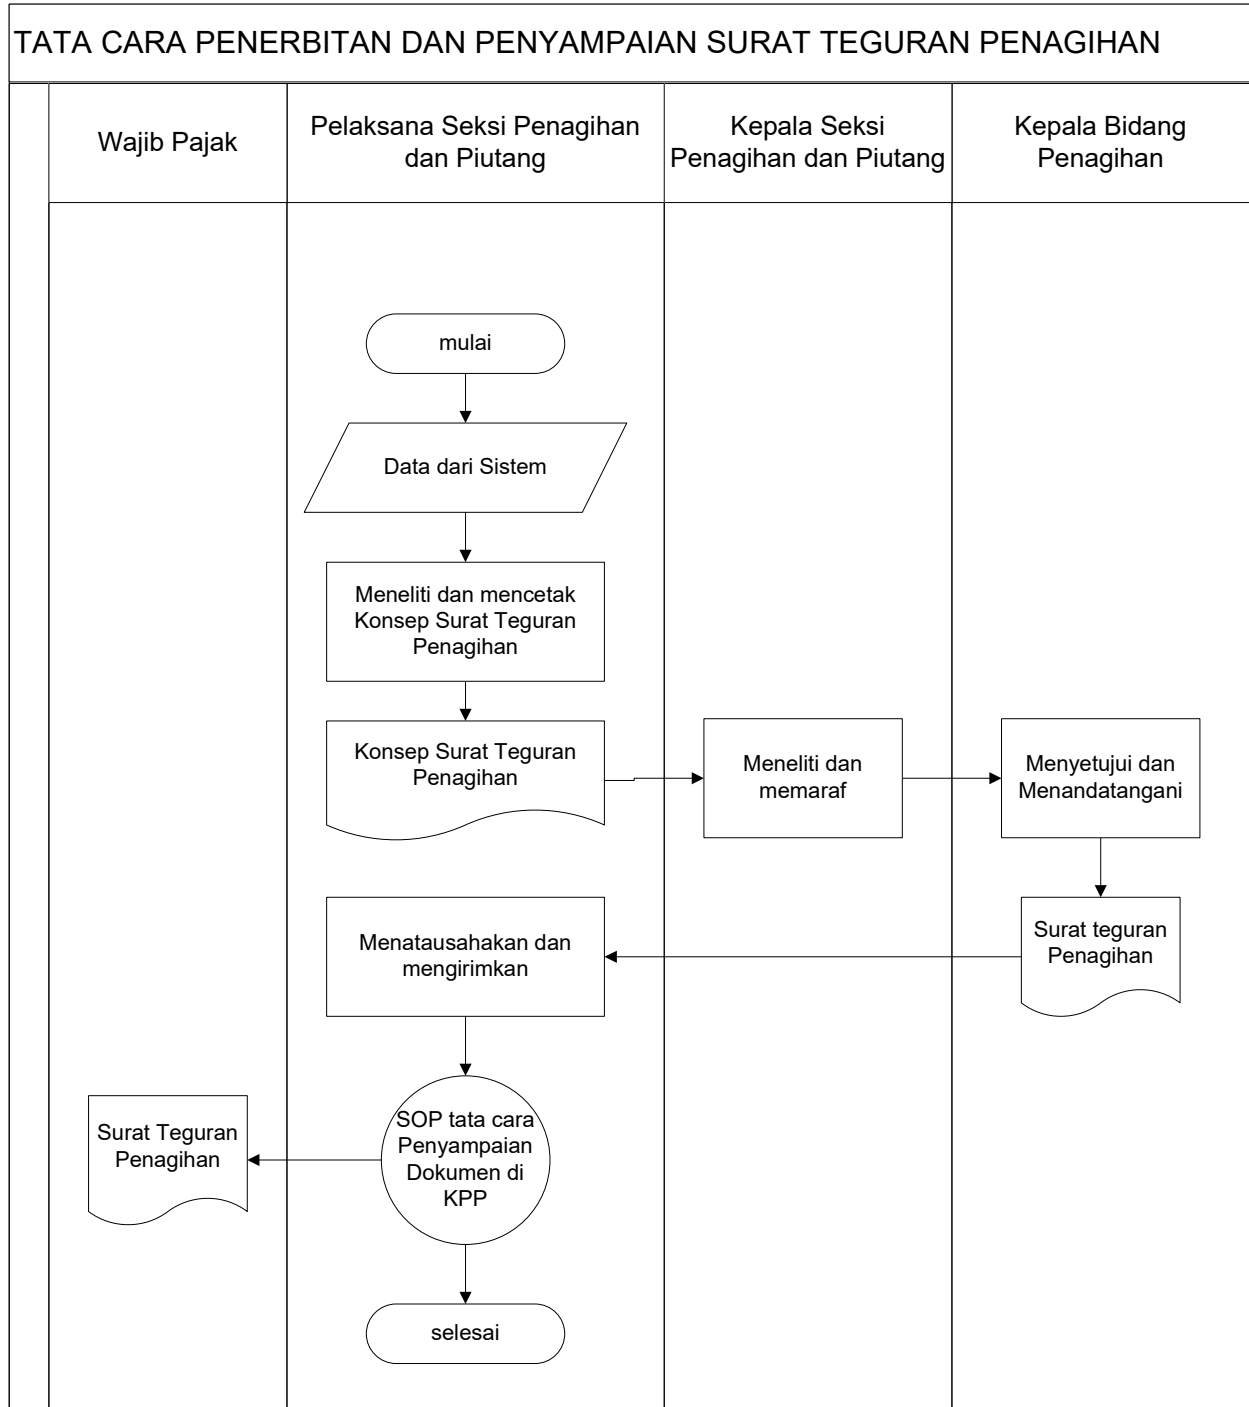 TATA CARA PENERBITAN DAN PENYAMPAIAN SURAT TEGURAN PENAGIHAN
Wajib Pajak
Pelaksana Seksi Penagihan
dan Piutang
Kepala Seksi
Penagihan dan Piutang
Kepala Bidang
Penagihan
mulai
Data dari Sistem
Meneliti dan mencetak
Konsep Surat Teguran
Penagihan
Konsep Surat Teguran
Penagihan
Meneliti dan
memaraf
Menyetujui dan
Menandatangani
Surat teguran
Penagihan
Menatausahakan dan
mengirimkan
SOP tata cara
Penyampaian
Dokumen di
KPP
Surat Teguran
Penagihan
selesai